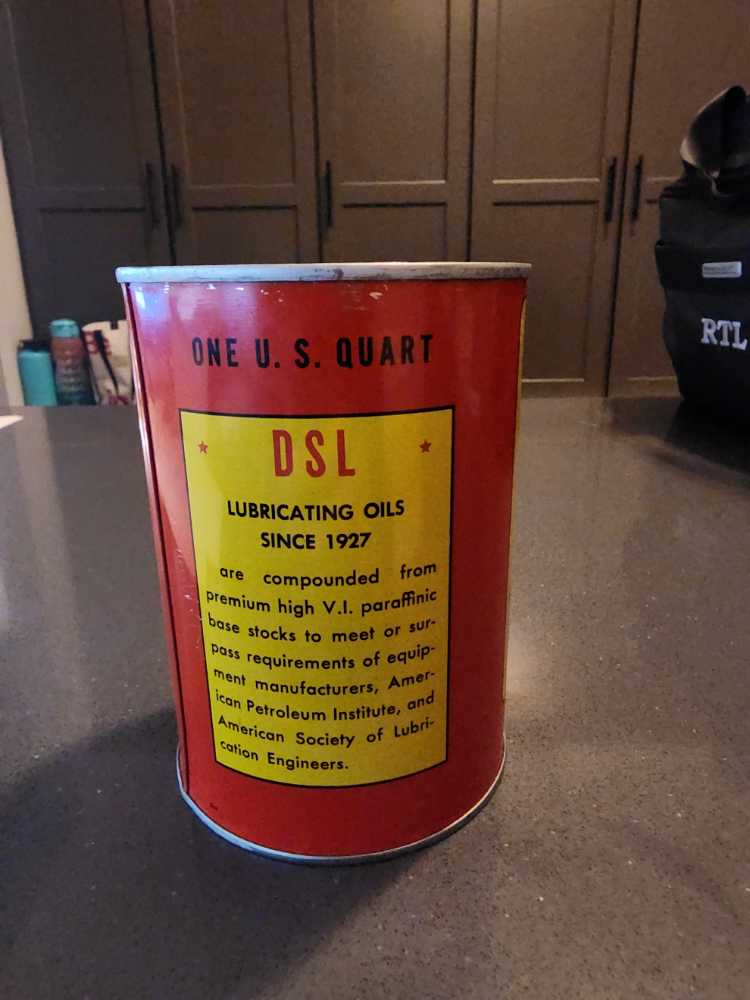 ONE U. S. QUART
DSL
LUBRICATING OILS
SINCE 1927
are compounded from
premium high V.I. paraffinic
base stocks to meet or sur-
pass requirements of equip-
ment manufacturers, Amer-
ican Petroleum Institute, and
American Society of Lubri-
cation Engineers.
RTL